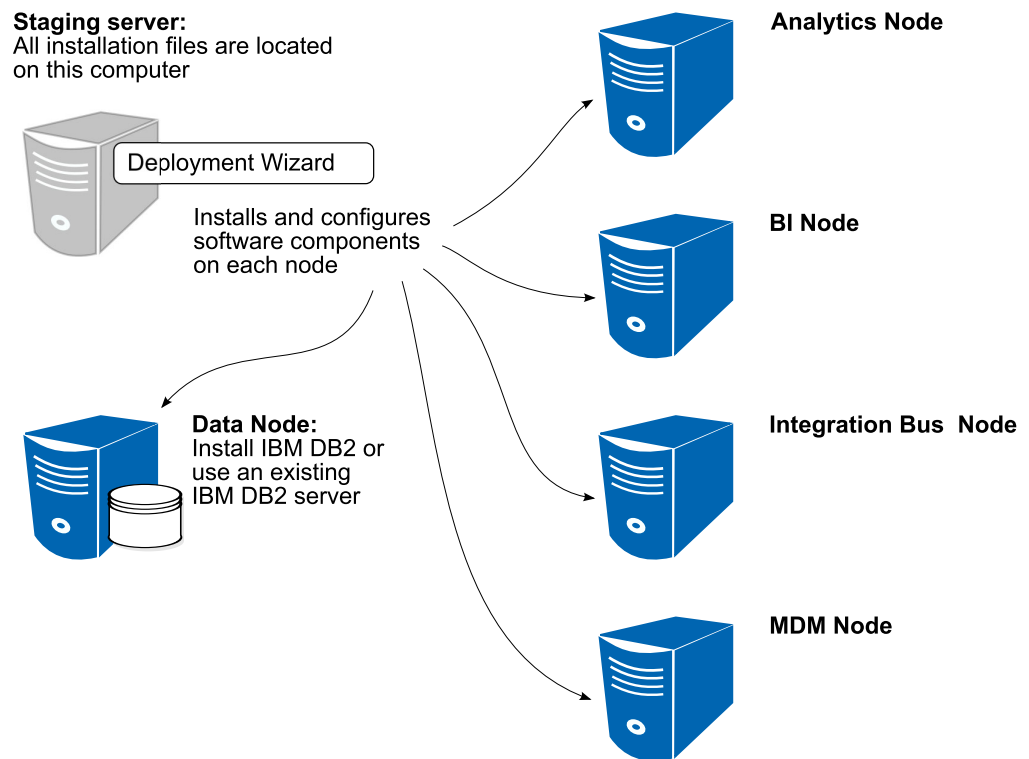 Staging server:
All installation files are located
on this computer
Deployment Wizard
Installs and configures
software components
on each node
Data Node:
Install IBM DB2 or
use an existing
IBM DB2 server
Analytics Node
BI Node
Integration Bus  Node
MDM Node